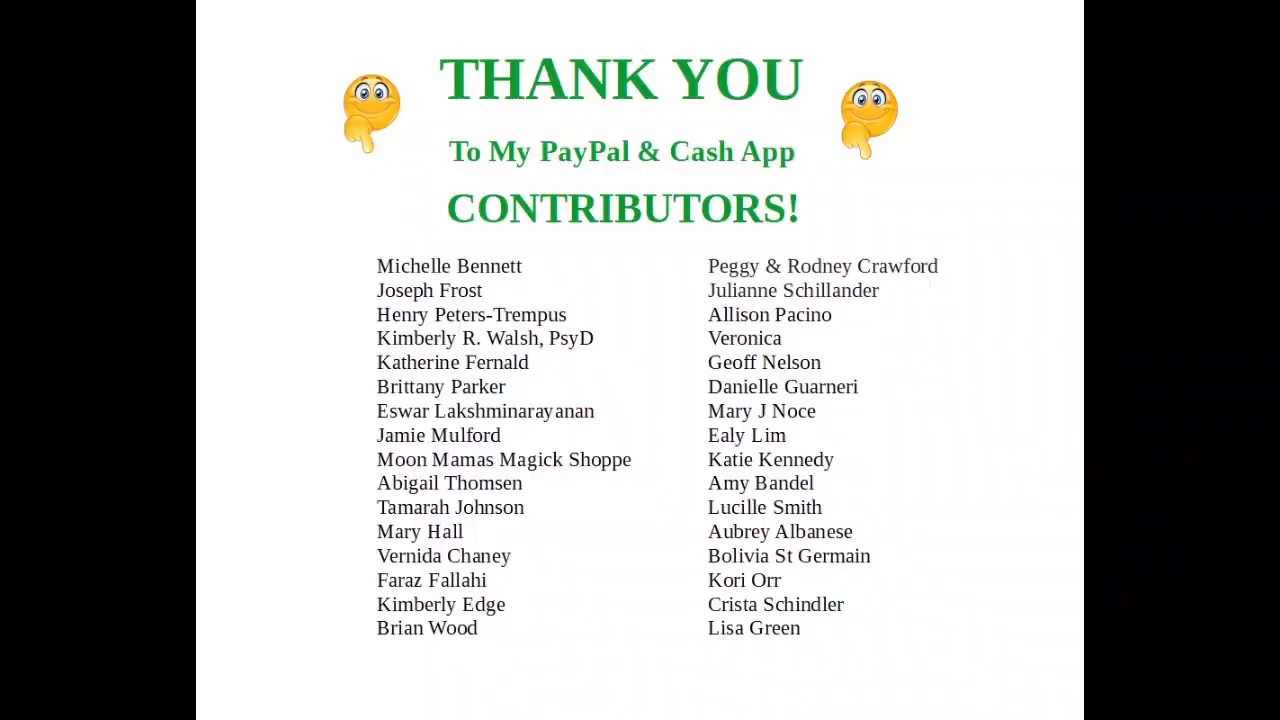 THANK YOU
To My PayPal & Cash App
CONTRIBUTORS!
Michelle Bennett
Joseph Frost
Henry Peters-Trempus
Kimberly R. Walsh, PsyD
Katherine Fernald
Brittany Parker
Eswar Lakshminarayanan
Jamie Mulford
Moon Mamas Magick Shoppe
Abigail Thomsen
Tamarah Johnson
Mary Hall
Vernida Chaney
Faraz Fallahi
Kimberly Edge
Brian Wood
Peggy & Rodney Crawford
Julianne Schillander
Allison Pacino
Veronica
Geoff Nelson
Danielle Guarneri
Mary J Noce
Ealy Lim
Katie Kennedy
Amy Bandel
Lucille Smith
Aubrey Albanese
Bolivia St Germain
Kori Orr
Crista Schindler
Lisa Green